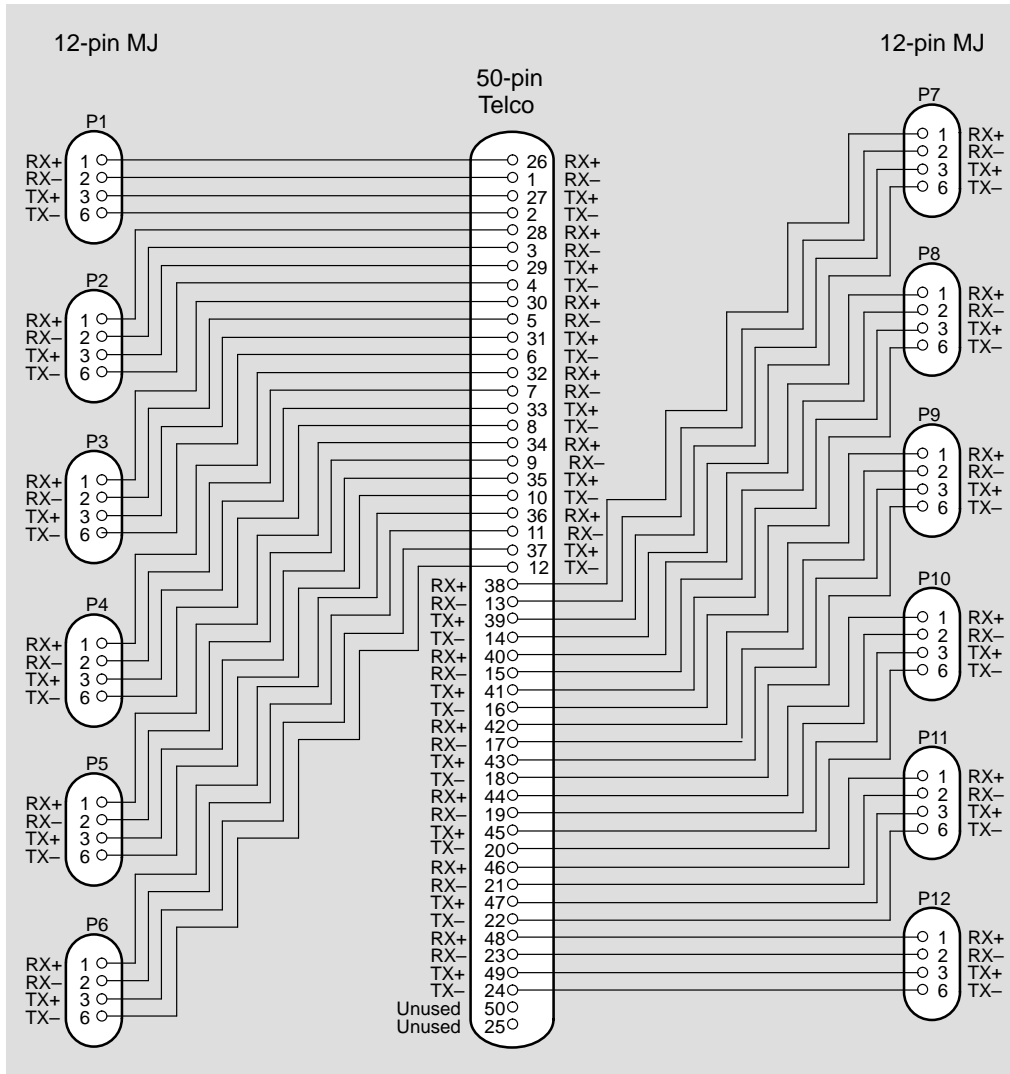 12-pin MJ
12-pin MJ
50-pin
Telco
P1
RX+ 1
RX– 2
TX+ 3
TX– 6
P2
RX+ 1
RX– 2
TX+ 3
TX– 6
P3
RX+ 1
RX– 2
TX+ 3
TX– 6
P4
RX+ 1
RX– 2
TX+ 3
TX– 6
P5
RX+ 1
RX– 2
TX+ 3
TX– 6
P6
RX+ 1
RX– 2
TX+ 3
TX– 6
26 RX+
1 RX–
27 TX+
2 TX–
28 RX+
3 RX–
29 TX+
4 TX–
30 RX+
5 RX–
31 TX+
6 TX–
32 RX+
7 RX–
33 TX+
8 TX–
34 RX+
9 RX–
35 TX+
10 TX–
36 RX+
11 RX–
37 TX+
12 TX–
RX+ 38
RX– 13
TX+ 39
TX– 14
RX+ 40
RX– 15
TX+ 41
TX– 16
RX+ 42
RX– 17
TX+ 43
TX– 18
RX+ 44
RX– 19
TX+ 45
TX– 20
RX+ 46
RX– 21
TX+ 47
TX– 22
RX+ 48
RX– 23
TX+ 49
TX– 24
Unused 50
Unused 25
P7
1 RX+
2 RX–
3 TX+
6 TX–
P8
1 RX+
2 RX–
3 TX+
6 TX–
P9
1 RX+
2 RX–
3 TX+
6 TX–
P10
1 RX+
2 RX–
3 TX+
6 TX–
P11
1 RX+
2 RX–
3 TX+
6 TX–
P12
1 RX+
2 RX–
3 TX+
6 TX–